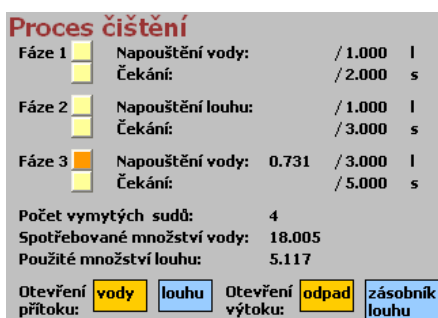 Proces čištění
Fáze 1 Napouštění vody: / 1.000 l
Čekání: / 2.000 s
Fáze 2 Napouštění louhu: / 1.000 l
Čekání: / 3.000 s
Fáze 3 Napouštění vody: 0.731 / 3.000 l
Čekání: / 5.000 s
Počet vymytých sudů: 4
Spotřebované množství vody: 18.005
Použité množství louhu: 5.117
Otevření přítoku: vody louhu Otevření výtoku: odpad zásobník louhu